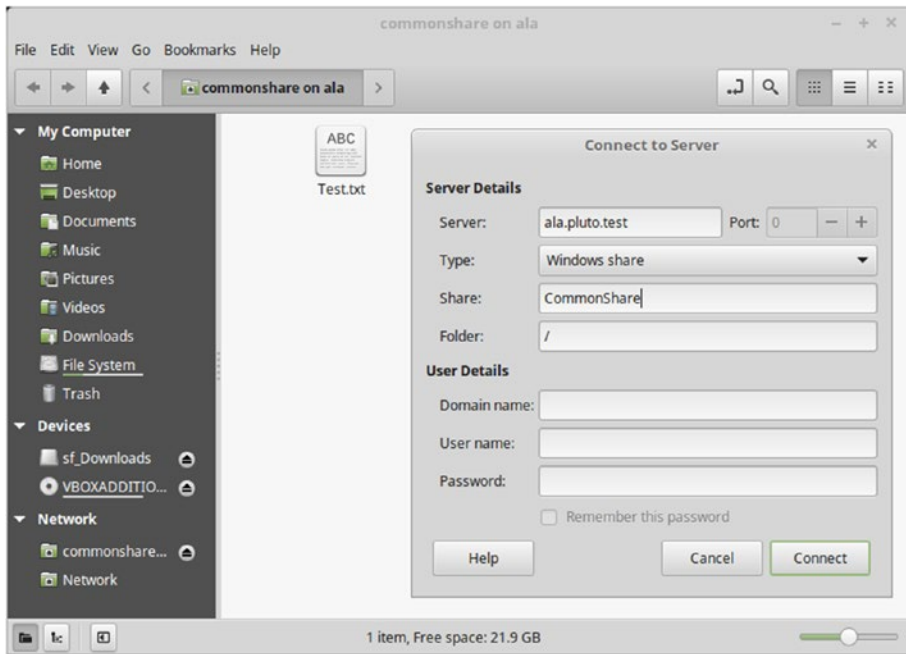 commonshare on ala
File Edit View Go Bookmarks Help
commonshare on ala
My Computer
Home
Desktop
Documents
Music
Pictures
Videos
Downloads
File System
Trash
Devices
sf_Downloads
VBOXADDITIO...
Network
commonshare...
Network
ABC
Test.txt
Connect to Server
Server Details
Server: ala.pluto.test Port: 0
Type: Windows share
Share: CommonShare
Folder: /
User Details
Domain name:
User name:
Password:
Remember this password
Help Cancel Connect
1 item, Free space: 21.9 GB